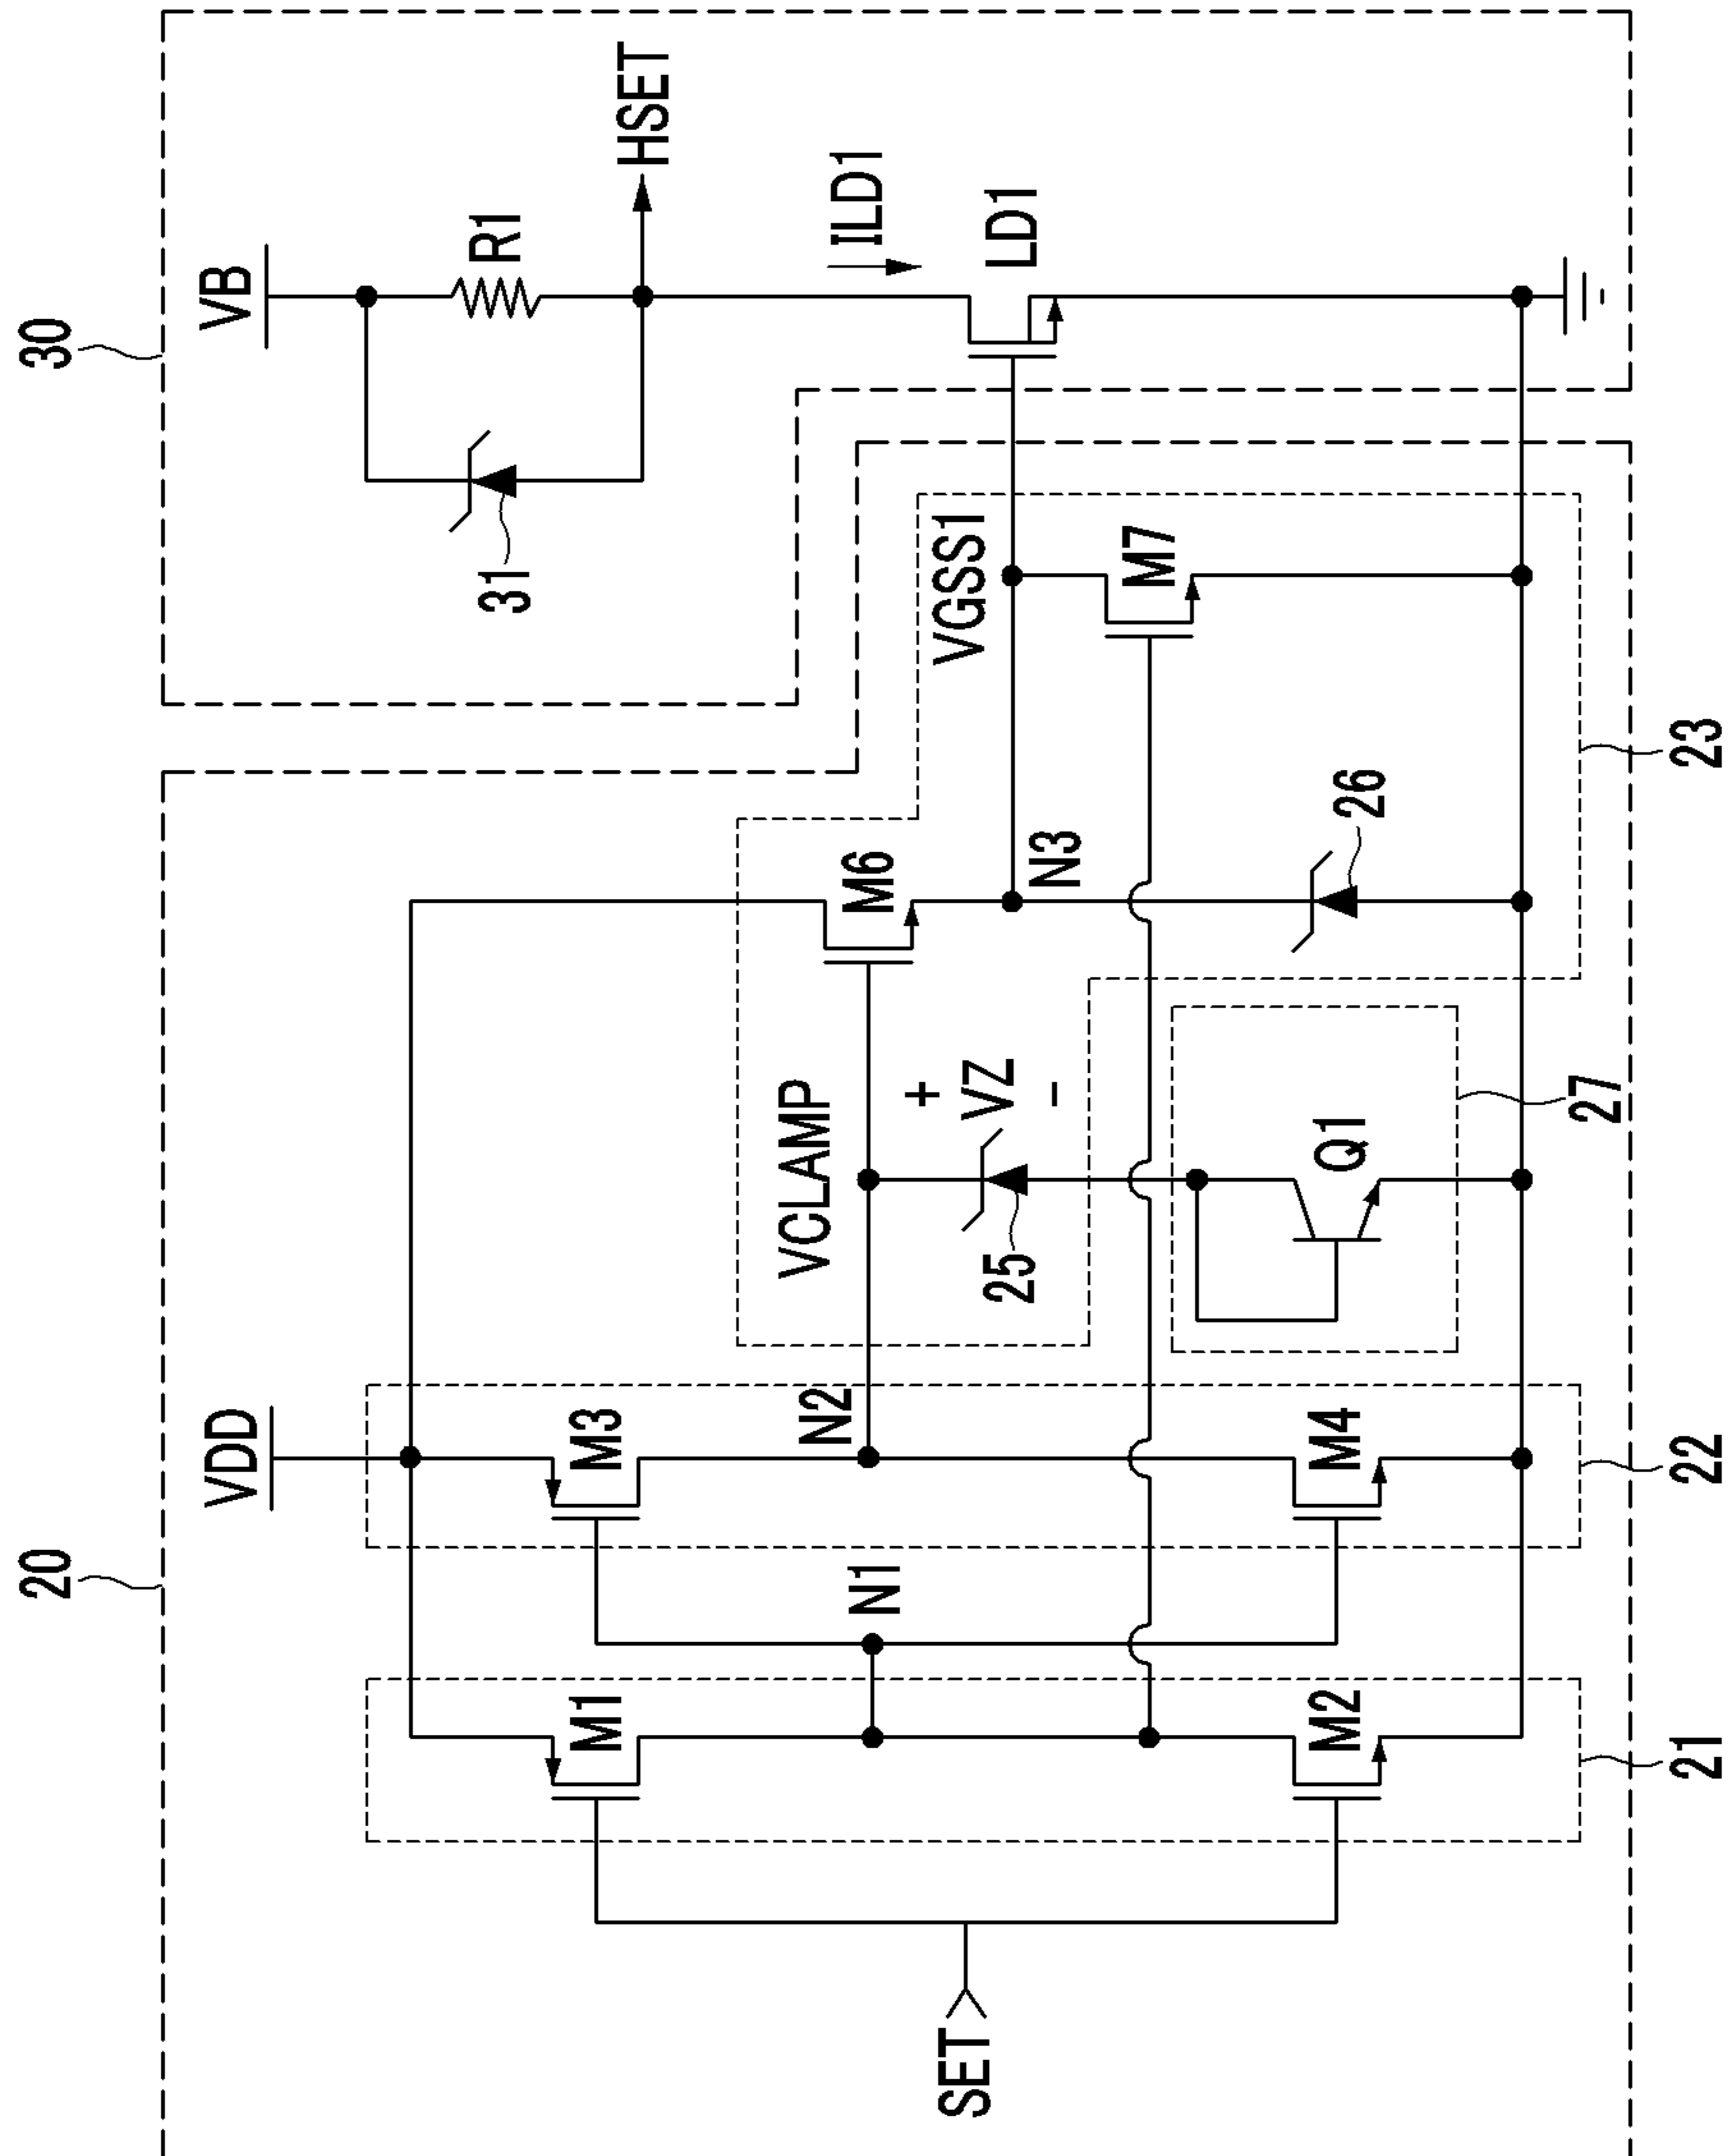 20
30
VDD
VB
R1
HSET
31
ILD1
LD1
M1
M3
N1
N2
VCLAMP
M6
VGSS1
N3
+
VZ
-
25
M7
SET
M2
M4
Q1
26
27
21
22
23